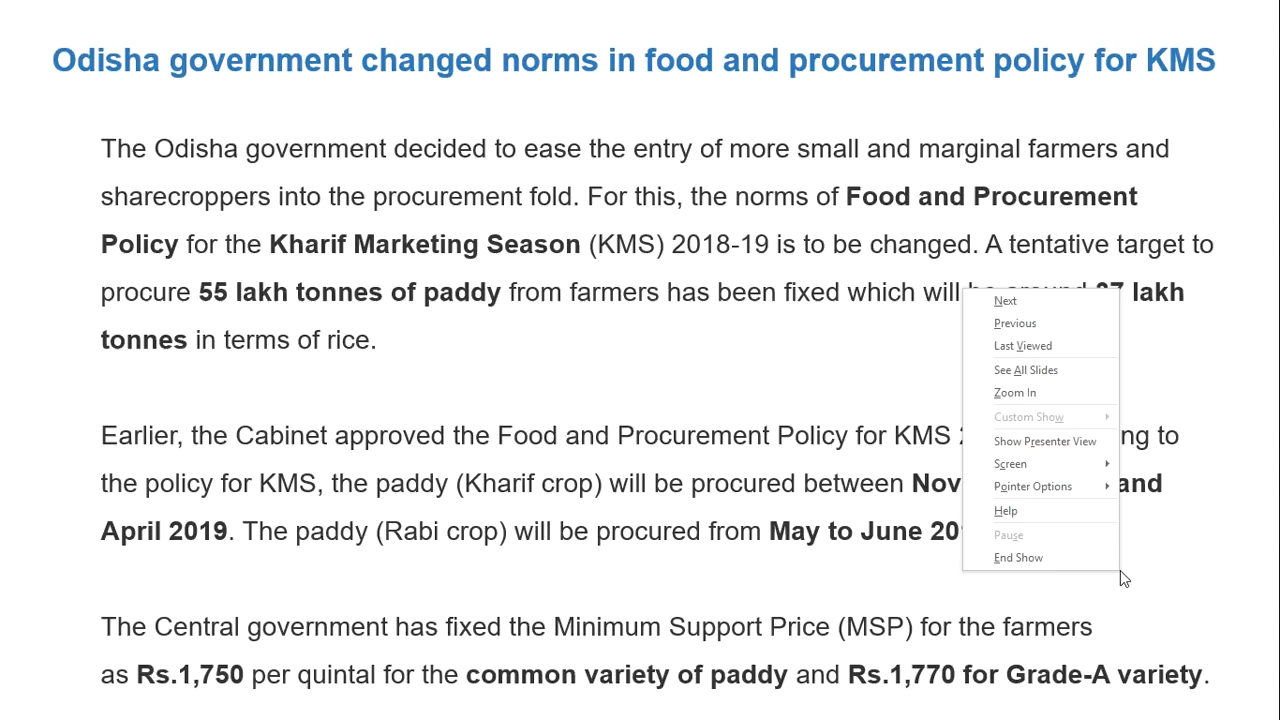 Odisha government changed norms in food and procurement policy for KMS
The Odisha government decided to ease the entry of more small and marginal farmers and
sharecroppers into the procurement fold. For this, the norms of Food and Procurement
Policy for the Kharif Marketing Season (KMS) 2018-19 is to be changed. A tentative target to
procure 55 lakh tonnes of paddy from farmers has been fixed which will be around 37 lakh
tonnes in terms of rice.
Earlier, the Cabinet approved the Food and Procurement Policy for KMS
to
the policy for KMS, the paddy (Kharif crop) will be procured between
and
April 2019. The paddy (Rabi crop) will be procured from May to June
The Central government has fixed the Minimum Support Price (MSP) for the farmers
as Rs.1,750 per quintal for the common variety of paddy and Rs.1,770 for Grade-A variety.
Next
Previous
Last Viewed
See All Slides
Zoom In
Custom Show
Show Presenter View
Screen
Pointer Options
Help
Pause
End Show